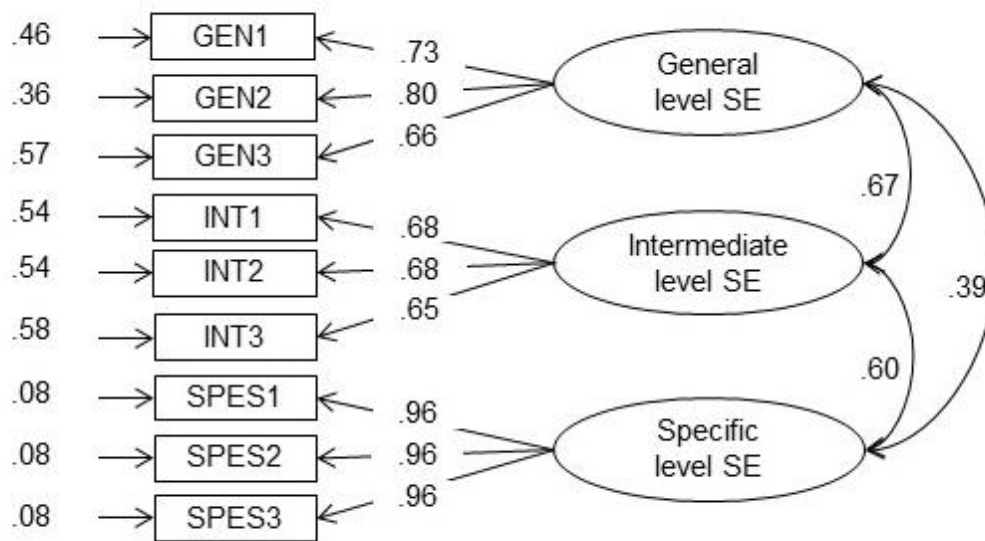 .46
GEN1
.73
General
level SE
.36
GEN2
.80
.57
GEN3
.66
.67
.54
INT1
.68
Intermediate
level SE
.54
INT2
.68
.39
.58
INT3
.65
.60
.08
SPES1
.96
Specific
level SE
.08
SPES2
.96
.08
SPES3
.96